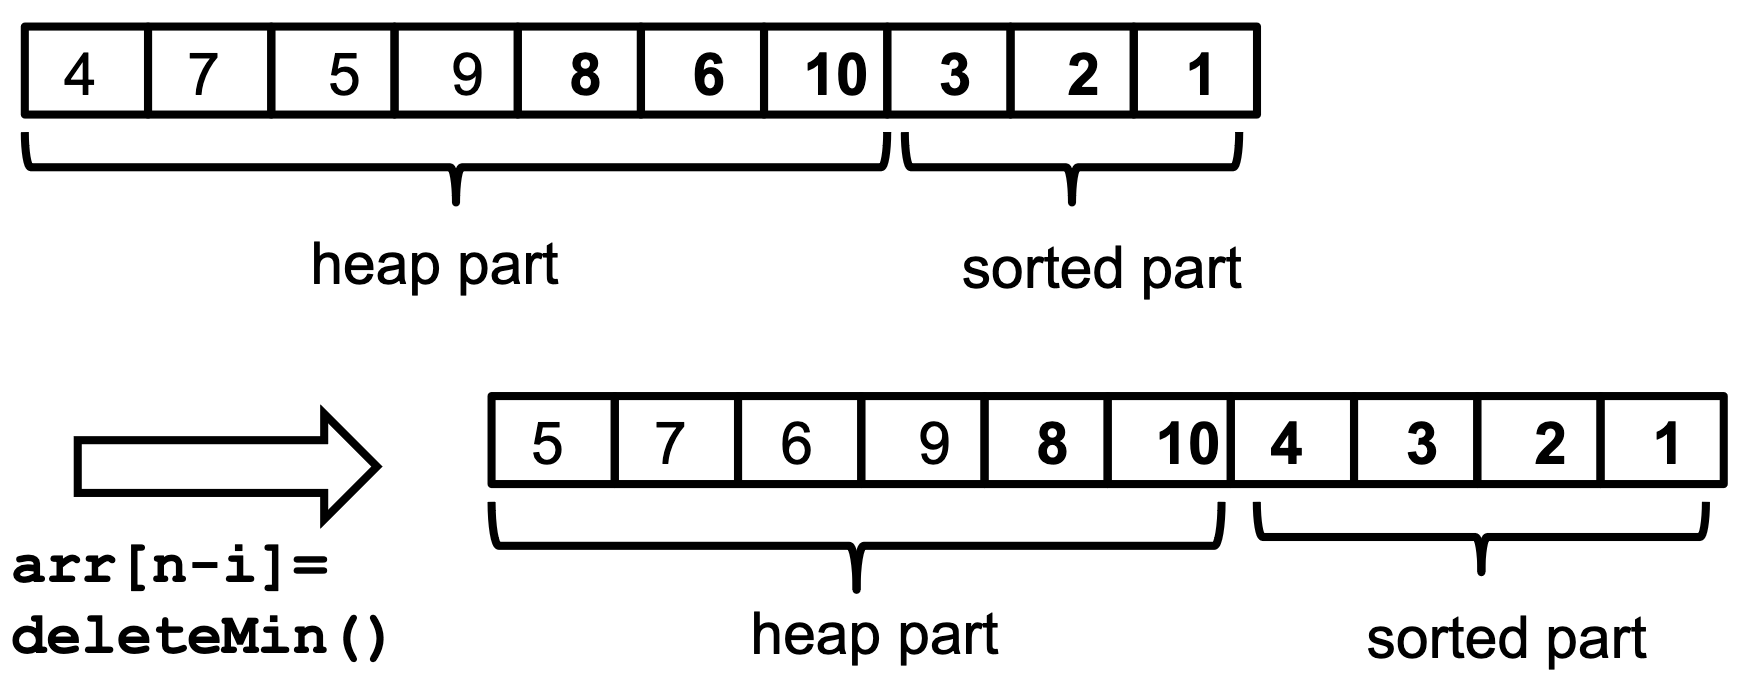 4 7 5 9 8 6 10 3 2 1
heap part sorted part
5 7 6 9 8 10 4 3 2 1
arr[n-i]=
deleteMin()
heap part sorted part